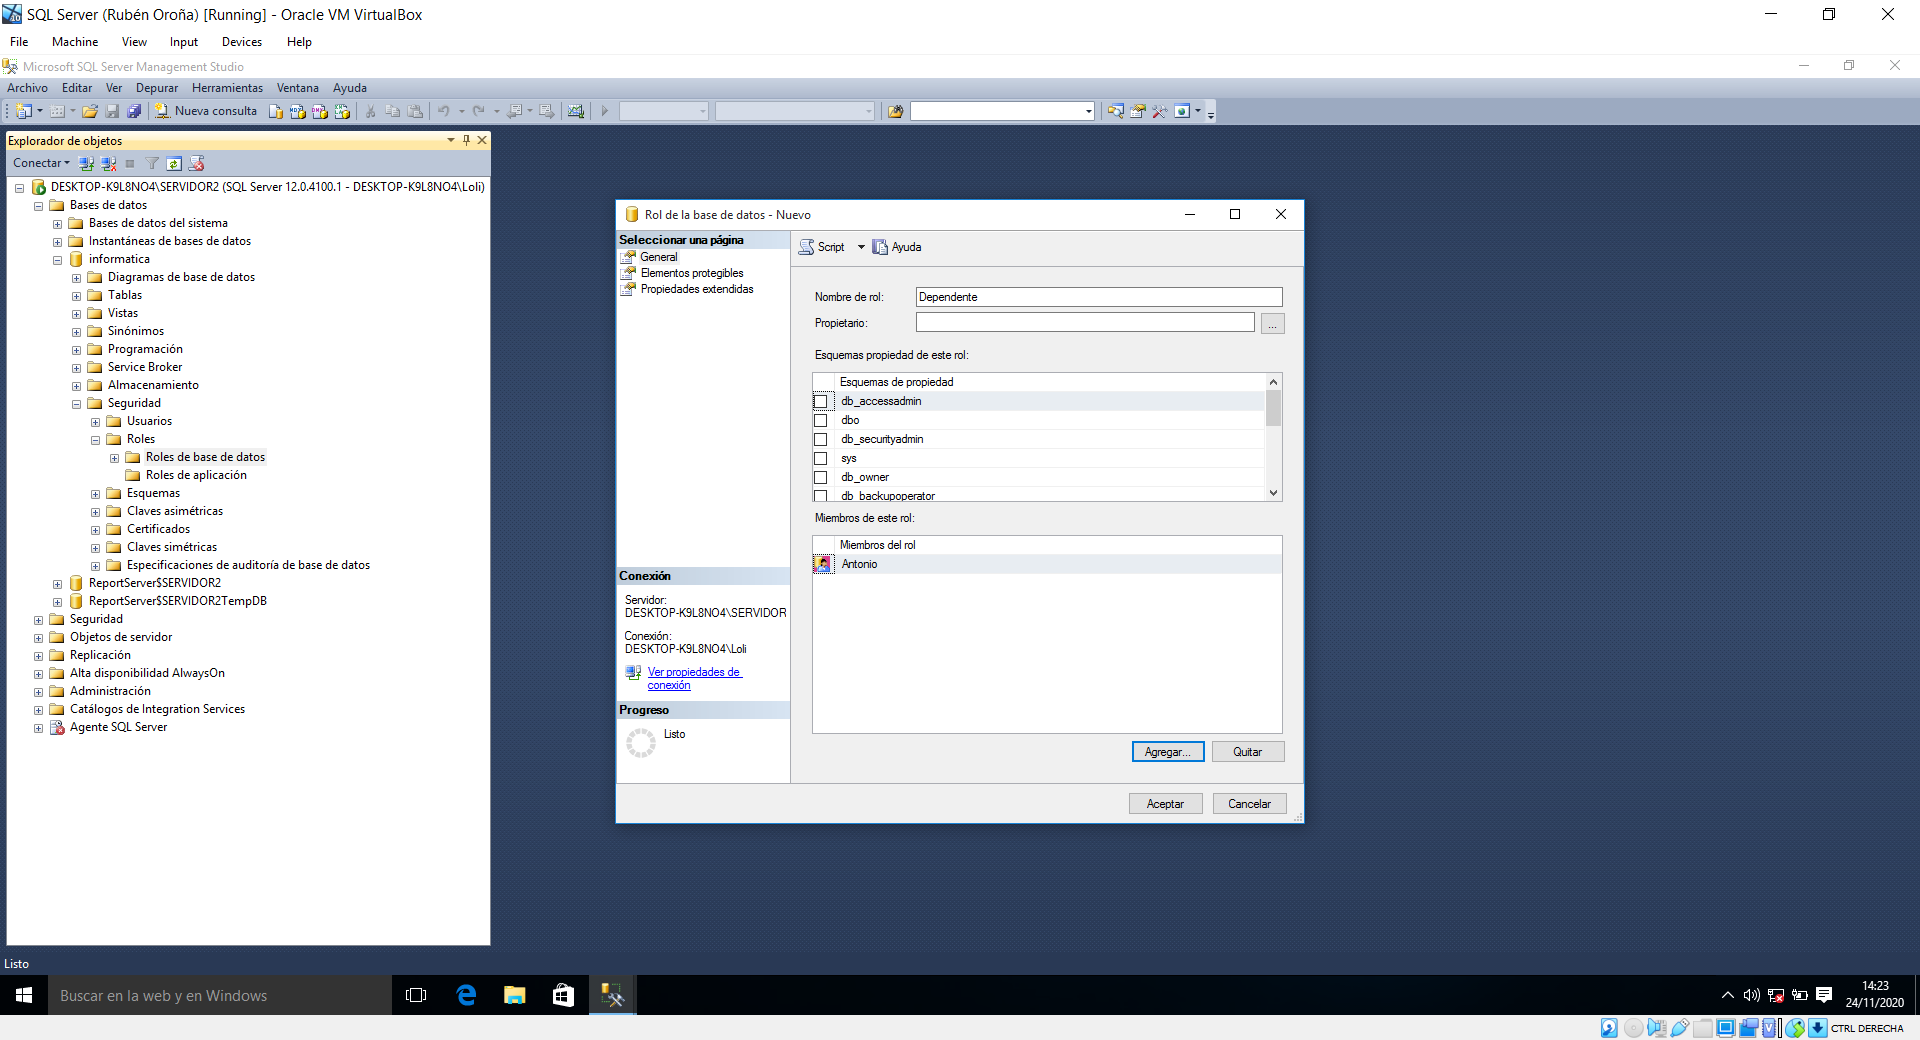 SQL Server (Rubén Oroña) [Running] - Oracle VM VirtualBox
File Machine View Input Devices Help
Microsoft SQL Server Management Studio
Archivo Editar Ver Depurar Herramientas Ventana Ayuda
Nueva consulta
Explorador de objetos
Conectar
DESKTOP-K9L8NO4\SERVIDOR2 (SQL Server 12.0.4100.1 - DESKTOP-K9L8NO4\Loli)
Bases de datos
Bases de datos del sistema
Instantáneas de bases de datos
informatica
Diagramas de base de datos
Tablas
Vistas
Sinónimos
Programación
Service Broker
Almacenamiento
Seguridad
Usuarios
Roles
Roles de base de datos
Roles de aplicación
Esquemas
Claves asimétricas
Certificados
Claves simétricas
Especificaciones de auditoría de base de datos
ReportServer$SERVIDOR2
ReportServer$SERVIDOR2TempDB
Seguridad
Objetos de servidor
Replicación
Alta disponibilidad AlwaysOn
Administración
Catálogos de Integration Services
Agente SQL Server
Rol de la base de datos - Nuevo
Seleccionar una página
General
Elementos protegibles
Propiedades extendidas
Conexión
Servidor:
DESKTOP-K9L8NO4\SERVIDOR
Conexión:
DESKTOP-K9L8NO4\Loli
Ver propiedades de
conexión
Progreso
Listo
Script Ayuda
Nombre de rol: Dependente
Propietario: ...
Esquemas propiedad de este rol:
Esquemas de propiedad
db_accessadmin
dbo
db_securityadmin
sys
db_owner
db_backupoperator
Miembros de este rol:
Miembros del rol
Antonio
Agregar... Quitar
Aceptar Cancelar
Listo
Buscar en la web y en Windows
14:23
24/11/2020
CTRL DERECHA